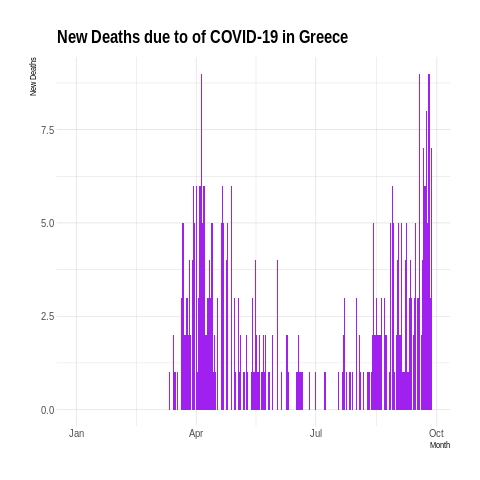 New Deaths due to of COVID-19 in Greece
New Deaths
7.5
5.0
2.5
0.0
Jan Apr Jul Oct
Month